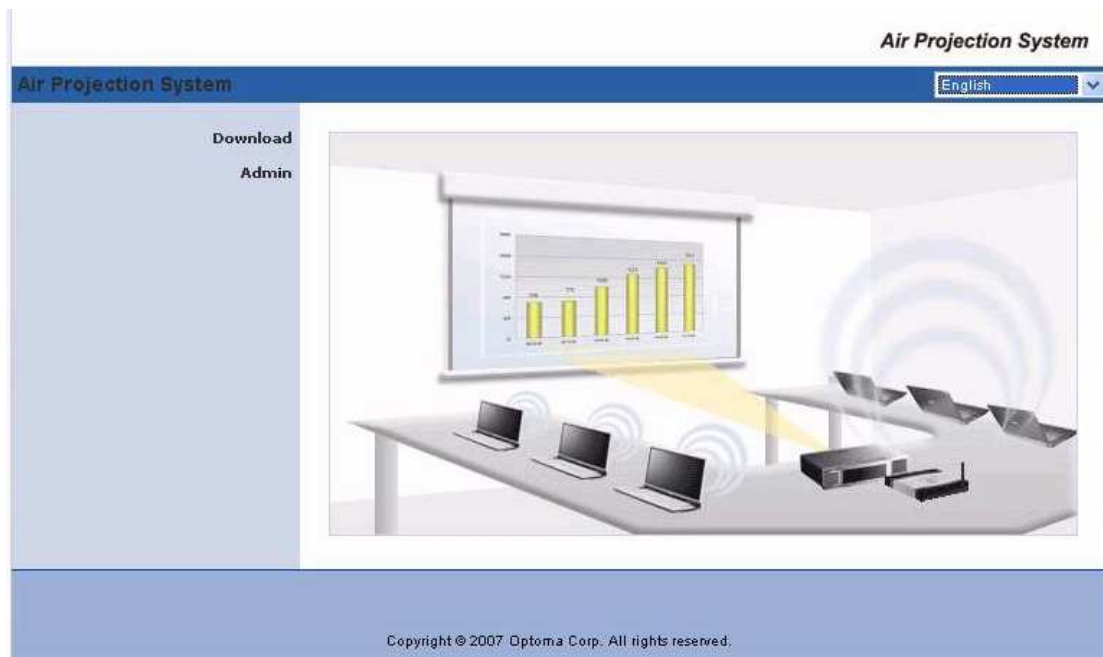 Air Projection System
Air Projection System
English
Download
Admin
Copyright © 2007 Optoma Corp. All rights reserved.